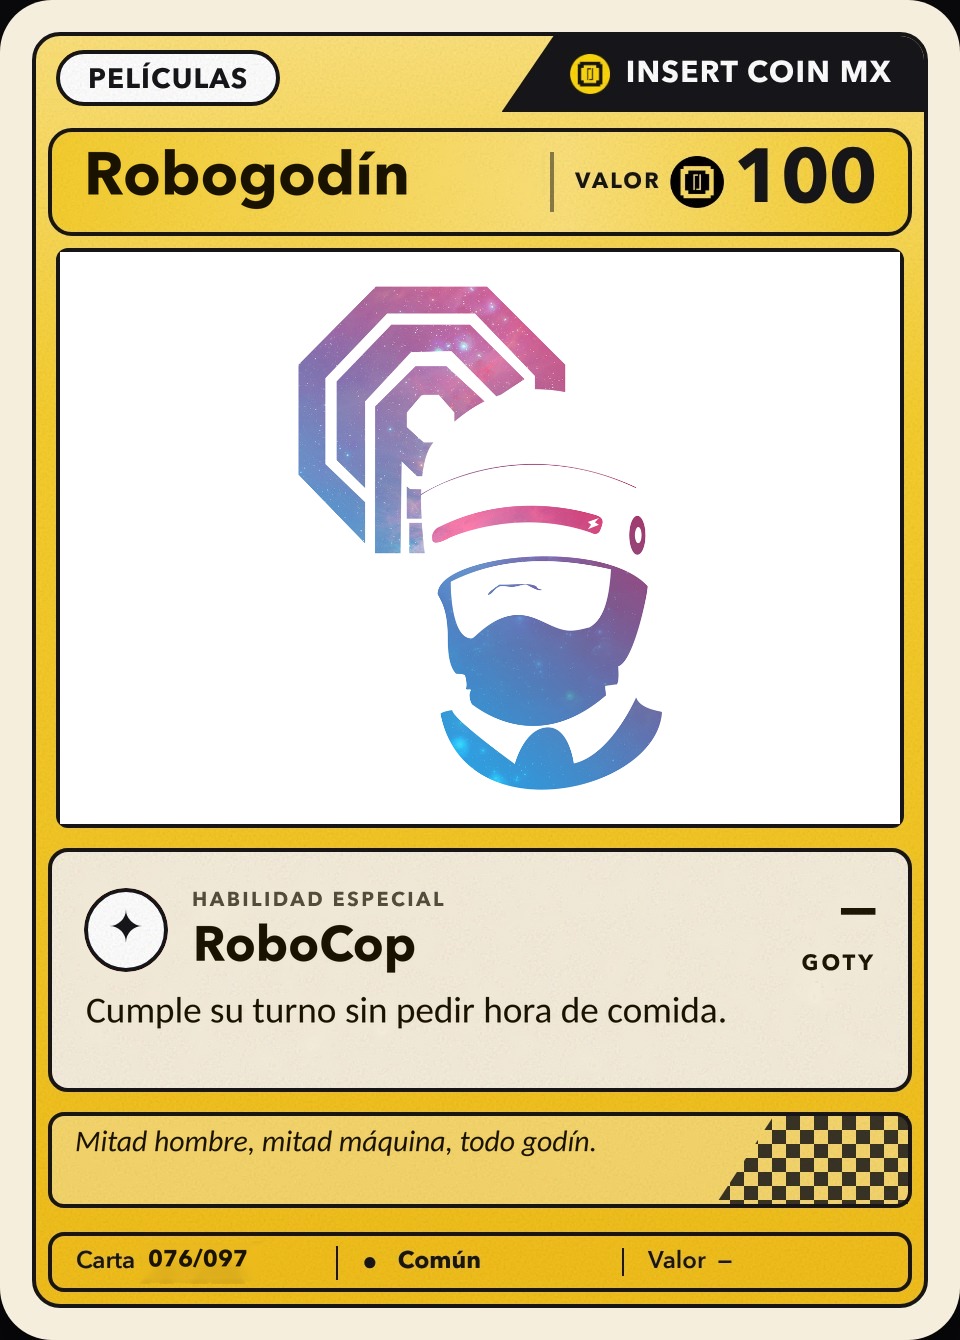 PELÍCULAS
INSERT COIN MX
Robogodín
VALOR 100
HABILIDAD ESPECIAL
RoboCop
—
GOTY
Cumple su turno sin pedir hora de comida.
Mitad hombre, mitad máquina, todo godín.
Carta 076/097 • Común Valor –